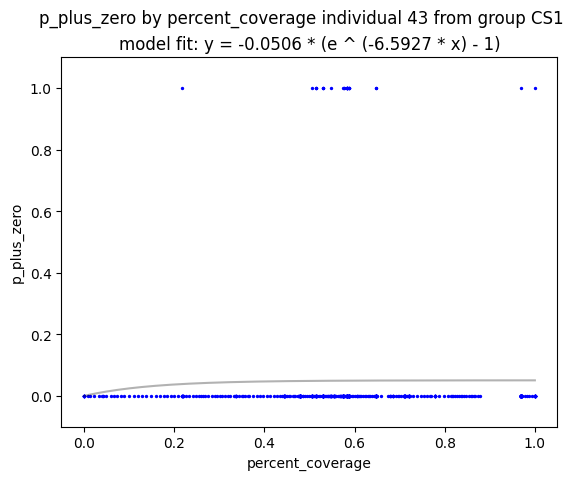 p_plus_zero by percent_coverage individual 43 from group CS1
model fit: y = -0.0506 * (e ^ (-6.5927 * x) - 1)
1.0
0.8
0.6
0.4
0.2
0.0
p_plus_zero
0.0 0.2 0.4 0.6 0.8 1.0
percent_coverage